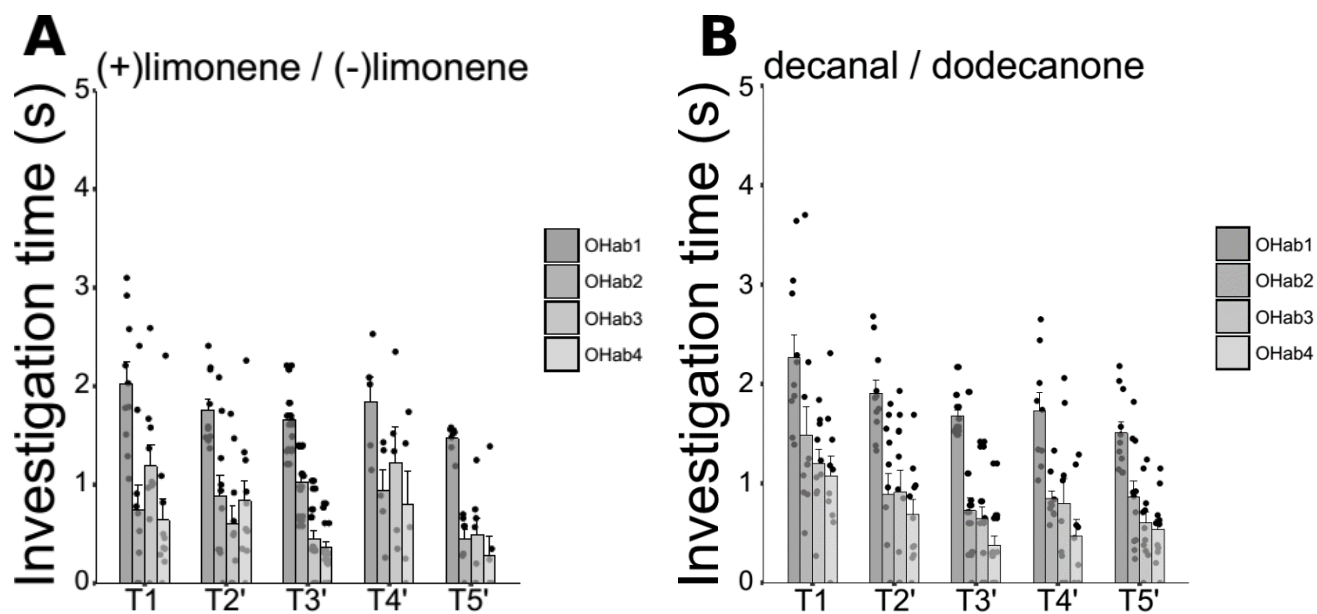 A
(+)limonene / (-)limonene
Investigation time (s)
5
4
3
2
1
0
T1 T2' T3' T4' T5'
OHab1
OHab2
OHab3
OHab4
B
decanal / dodecanone
Investigation time (s)
5
4
3
2
1
0
T1 T2' T3' T4' T5'
OHab1
OHab2
OHab3
OHab4